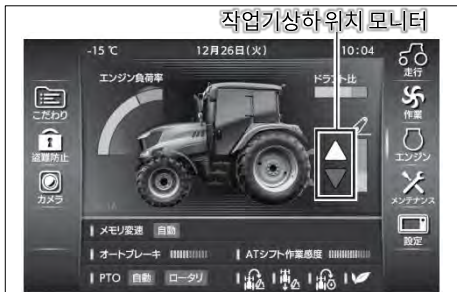 작업기상하 위치 모니터
-15℃ 12月26日(火) 10:04
エンジン負荷率 ドラフト比
走行
こだわり
作業
盗難防止
エンジン
カメラ
メンテナンス
メモリ変速 自動
設定
オートブレーキ ATシフト作業感度
PTO 自動 ロータリ